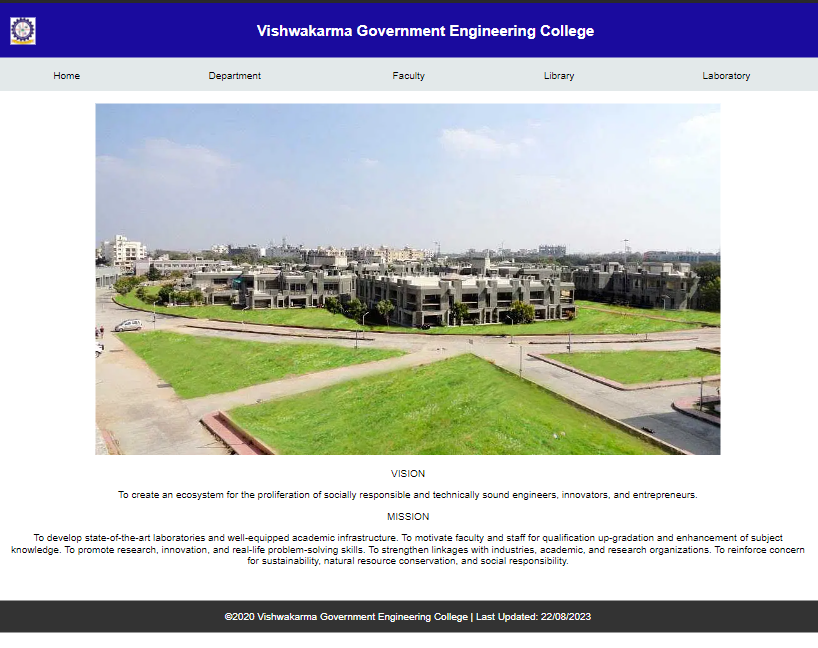 Vishwakarma Government Engineering College
Home Department Faculty Library Laboratory
VISION
To create an ecosystem for the proliferation of socially responsible and technically sound engineers, innovators, and entrepreneurs.
MISSION
To develop state-of-the-art laboratories and well-equipped academic infrastructure. To motivate faculty and staff for qualification up-gradation and enhancement of subject
knowledge. To promote research, innovation, and real-life problem-solving skills. To strengthen linkages with industries, academic, and research organizations. To reinforce concern
for sustainability, natural resource conservation, and social responsibility.
©2020 Vishwakarma Government Engineering College | Last Updated: 22/08/2023